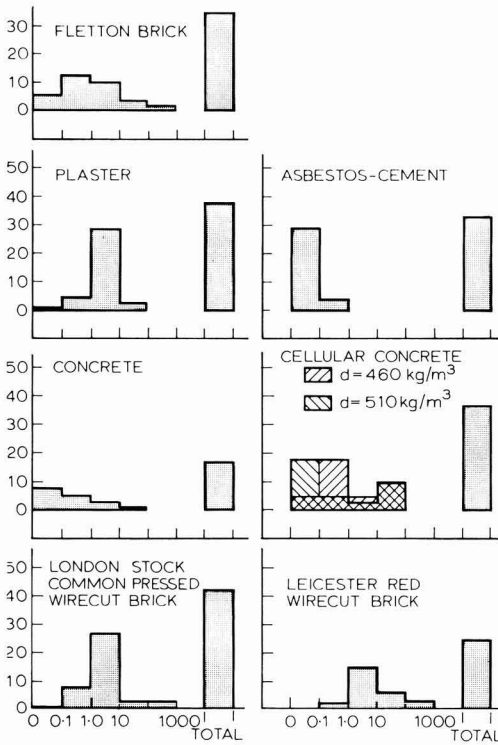 FLETTON BRICK
30
20
10
0
PLASTER
50
40
30
20
10
0
ASBESTOS-CEMENT
CONCRETE
50
40
30
20
10
0
CELLULAR CONCRETE
d=460 kg/m³
d=510 kg/m³
LONDON STOCK
COMMON PRESSED
WIRECUT BRICK
50
40
30
20
10
0
0 0·1 1·0 10 1000
TOTAL
LEICESTER RED
WIRECUT BRICK
0 0·1 1·0 10 1000
TOTAL